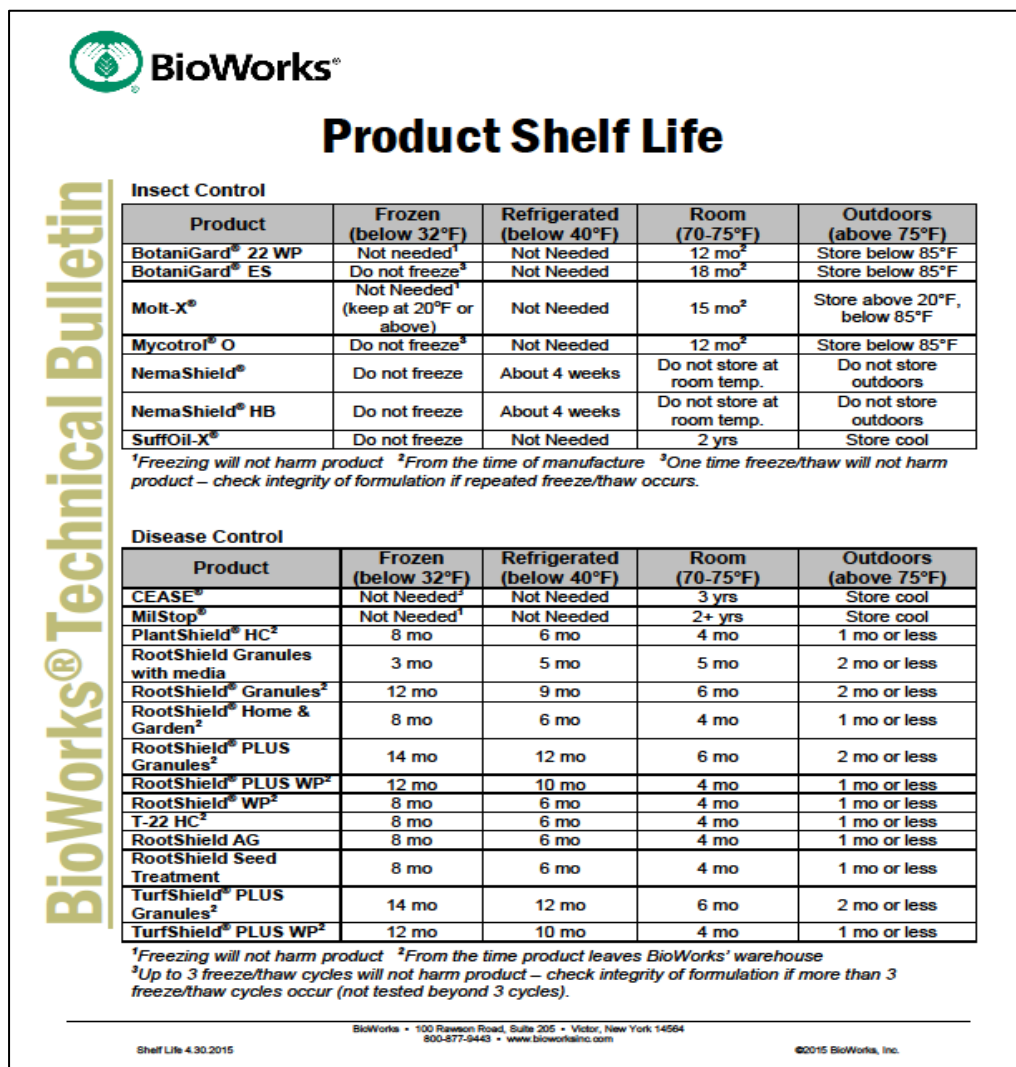 BioWorks®
Product Shelf Life
BioWorks® Technical Bulletin
Insect Control
Product Frozen (below 32°F) Refrigerated (below 40°F) Room (70-75°F) Outdoors (above 75°F)
BotaniGard® 22 WP Not needed¹ Not Needed 12 mo² Store below 85°F
BotaniGard® ES Do not freeze³ Not Needed 18 mo² Store below 85°F
Molt-X® Not Needed¹ (keep at 20°F or above) Not Needed 15 mo² Store above 20°F, below 85°F
Mycotrol® O Do not freeze³ Not Needed 12 mo² Store below 85°F
NemaShield® Do not freeze About 4 weeks Do not store at room temp. Do not store outdoors
NemaShield® HB Do not freeze About 4 weeks Do not store at room temp. Do not store outdoors
SuffOil-X® Do not freeze Not Needed 2 yrs Store cool
¹Freezing will not harm product ²From the time of manufacture ³One time freeze/thaw will not harm
product – check integrity of formulation if repeated freeze/thaw occurs.
Disease Control
Product Frozen (below 32°F) Refrigerated (below 40°F) Room (70-75°F) Outdoors (above 75°F)
CEASE® Not Needed³ Not Needed 3 yrs Store cool
MilStop® Not Needed¹ Not Needed 2+ yrs Store cool
PlantShield® HC² 8 mo 6 mo 4 mo 1 mo or less
RootShield Granules with media 3 mo 5 mo 5 mo 2 mo or less
RootShield® Granules² 12 mo 9 mo 6 mo 2 mo or less
RootShield® Home & Garden² 8 mo 6 mo 4 mo 1 mo or less
RootShield® PLUS Granules² 14 mo 12 mo 6 mo 2 mo or less
RootShield® PLUS WP² 12 mo 10 mo 4 mo 1 mo or less
RootShield® WP² 8 mo 6 mo 4 mo 1 mo or less
T-22 HC² 8 mo 6 mo 4 mo 1 mo or less
RootShield AG 8 mo 6 mo 4 mo 1 mo or less
RootShield Seed Treatment 8 mo 6 mo 4 mo 1 mo or less
TurfShield® PLUS Granules² 14 mo 12 mo 6 mo 2 mo or less
TurfShield® PLUS WP² 12 mo 10 mo 4 mo 1 mo or less
¹Freezing will not harm product ²From the time product leaves BioWorks' warehouse
³Up to 3 freeze/thaw cycles will not harm product – check integrity of formulation if more than 3
freeze/thaw cycles occur (not tested beyond 3 cycles).
BioWorks • 100 Rawson Road, Suite 205 • Victor, New York 14564
800-877-9443 • www.bioworksinc.com
Shelf Life 4.30.2015 ©2015 BioWorks, Inc.